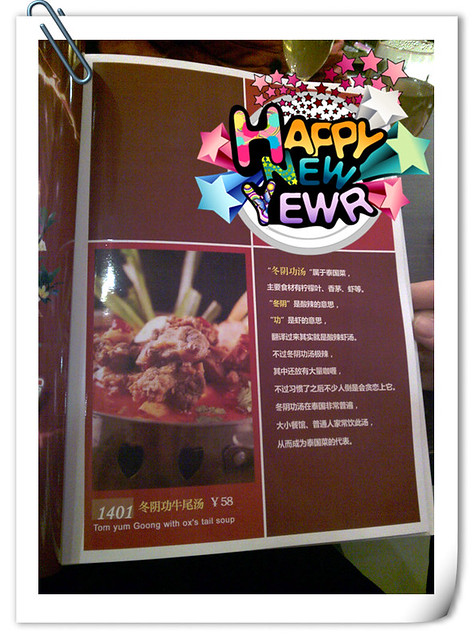 HAPPY
NEW
YEWR
“冬阴功汤 ”属于泰国菜，
主要食材有柠檬叶、香茅、虾等。
“冬阴” 是酸辣的意思，
“功” 是虾的意思，
翻译过来其实就是酸辣虾汤。
不过冬阴功汤极辣，
其中还放有大量咖喱，
不过习惯了之后不少人倒是会贪恋上它。
冬阴功汤在泰国非常普遍，
大小餐馆、普通人家常饮此汤，
从而成为泰国菜的代表。
1401 冬阴功牛尾汤 ￥58
Tom yum Goong with ox's tail soup